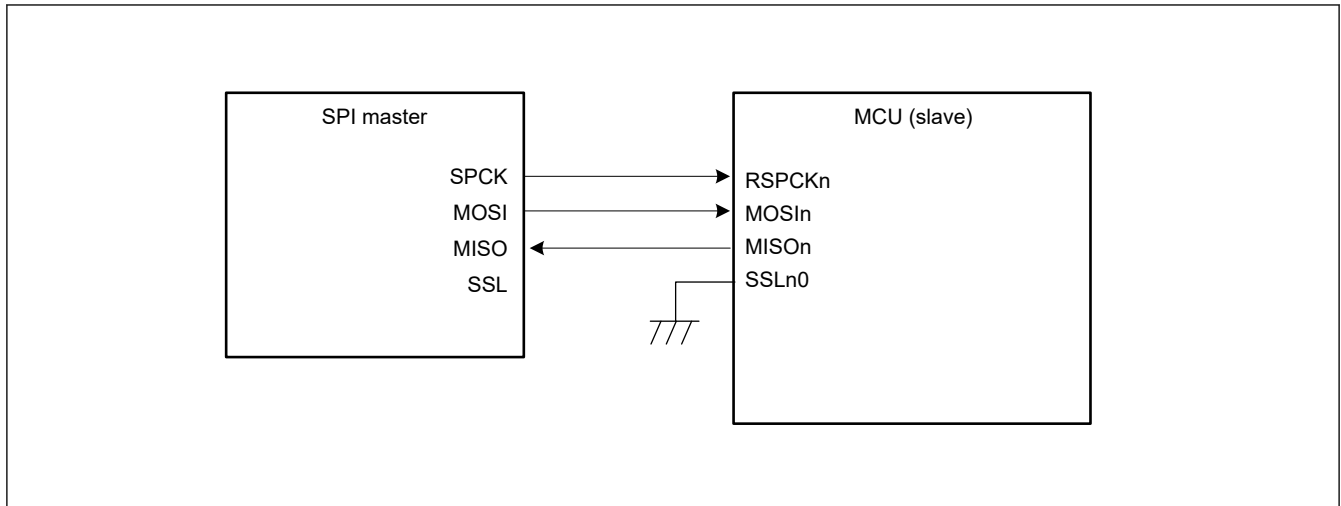 SPI master
SPCK
MOSI
MISO
SSL
MCU (slave)
RSPCKn
MOSIn
MISOn
SSLn0